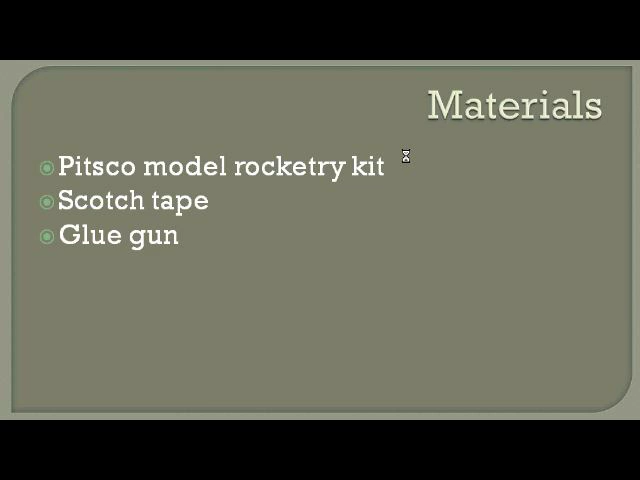 Materials
Pitsco model rocketry kit
Scotch tape
Glue gun